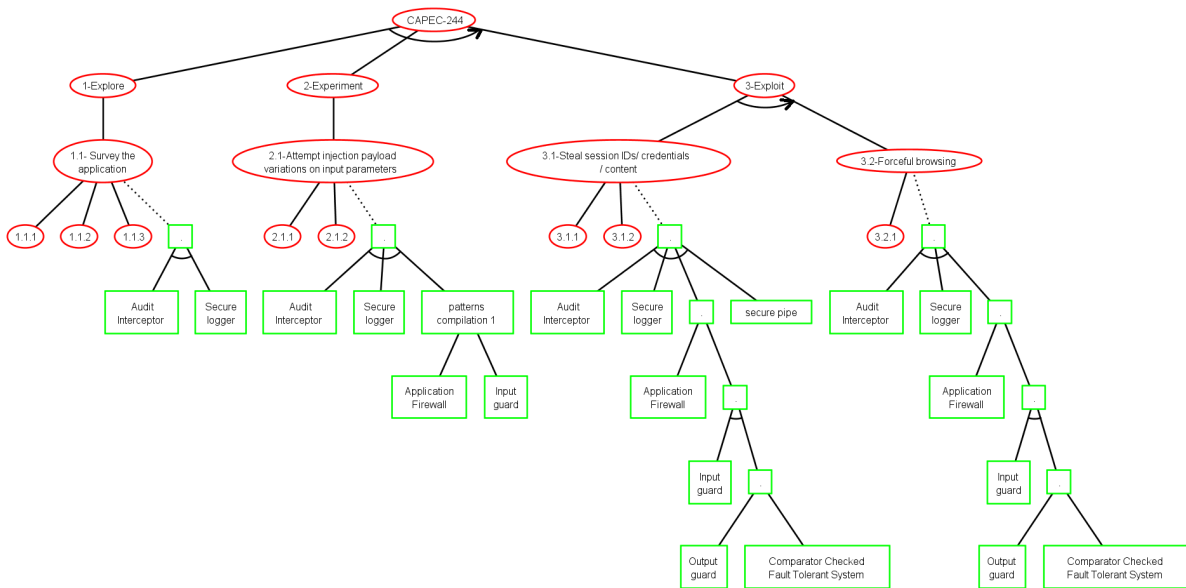 CAPEC-244
1-Explore
2-Experiment
3-Exploit
1.1- Survey the
application
2.1-Attempt injection payload
variations on input parameters
3.1-Steal session IDs/ credentials
/ content
3.2-Forceful browsing
1.1.1
1.1.2
1.1.3
.
2.1.1
2.1.2
.
3.1.1
3.1.2
.
3.2.1
.
Audit
Interceptor
Secure
logger
Audit
Interceptor
Secure
logger
patterns
compilation 1
Audit
Interceptor
Secure
logger
.
secure pipe
Audit
Interceptor
Secure
logger
.
Application
Firewall
Input
guard
Application
Firewall
.
Application
Firewall
.
Input
guard
.
Input
guard
.
Output
guard
Comparator Checked
Fault Tolerant System
Output
guard
Comparator Checked
Fault Tolerant System